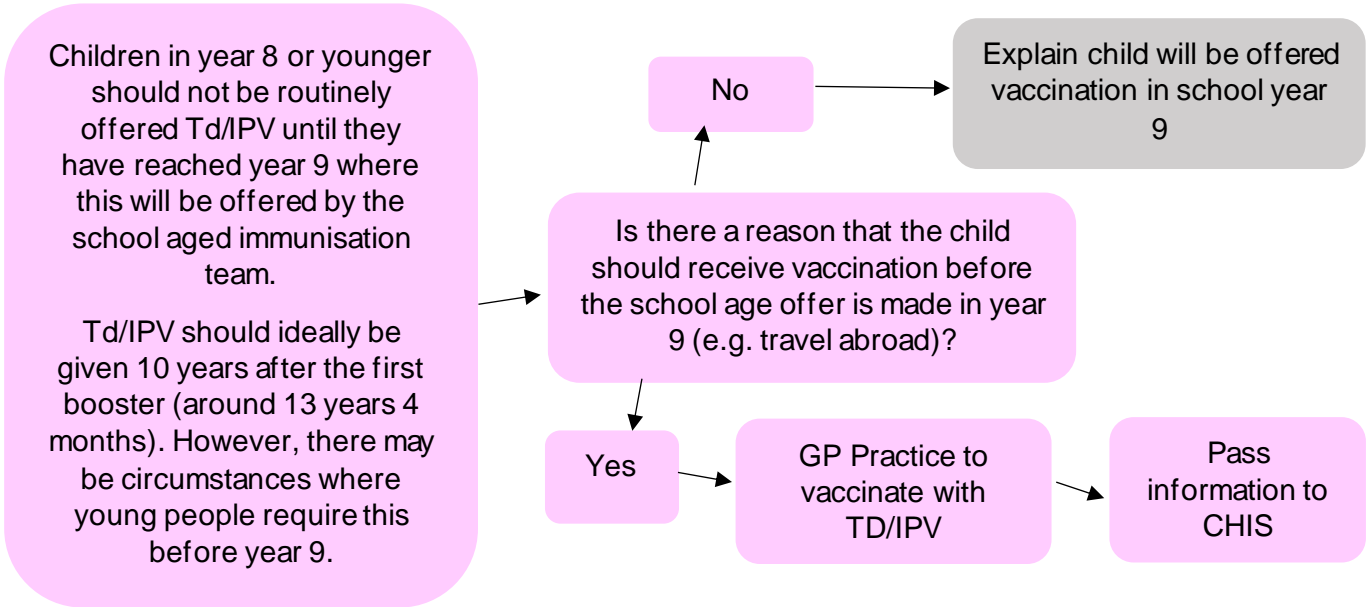 Children in year 8 or younger
should not be routinely
offered Td/IPV until they
have reached year 9 where
this will be offered by the
school aged immunisation
team.
Td/IPV should ideally be
given 10 years after the first
booster (around 13 years 4
months). However, there may
be circumstances where
young people require this
before year 9.
No
Explain child will be offered
vaccination in school year
9
Is there a reason that the child
should receive vaccination before
the school age offer is made in year
9 (e.g. travel abroad)?
Yes
GP Practice to
vaccinate with
TD/IPV
Pass
information to
CHIS